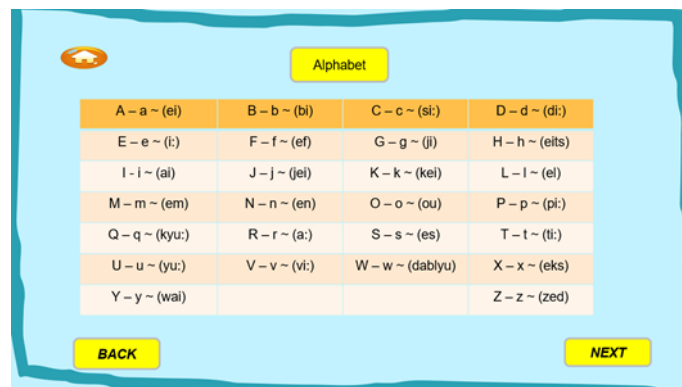 Alphabet
A – a ~ (ei) B – b ~ (bi) C – c ~ (si:) D – d ~ (di:)
E – e ~ (i:) F – f ~ (ef) G – g ~ (ji) H – h ~ (eits)
I - i ~ (ai) J – j ~ (jei) K – k ~ (kei) L – l ~ (el)
M – m ~ (em) N – n ~ (en) O – o ~ (ou) P – p ~ (pi:)
Q – q ~ (kyu:) R – r ~ (a:) S – s ~ (es) T – t ~ (ti:)
U – u ~ (yu:) V – v ~ (vi:) W – w ~ (dablyu) X – x ~ (eks)
Y – y ~ (wai) Z – z ~ (zed)
BACK NEXT